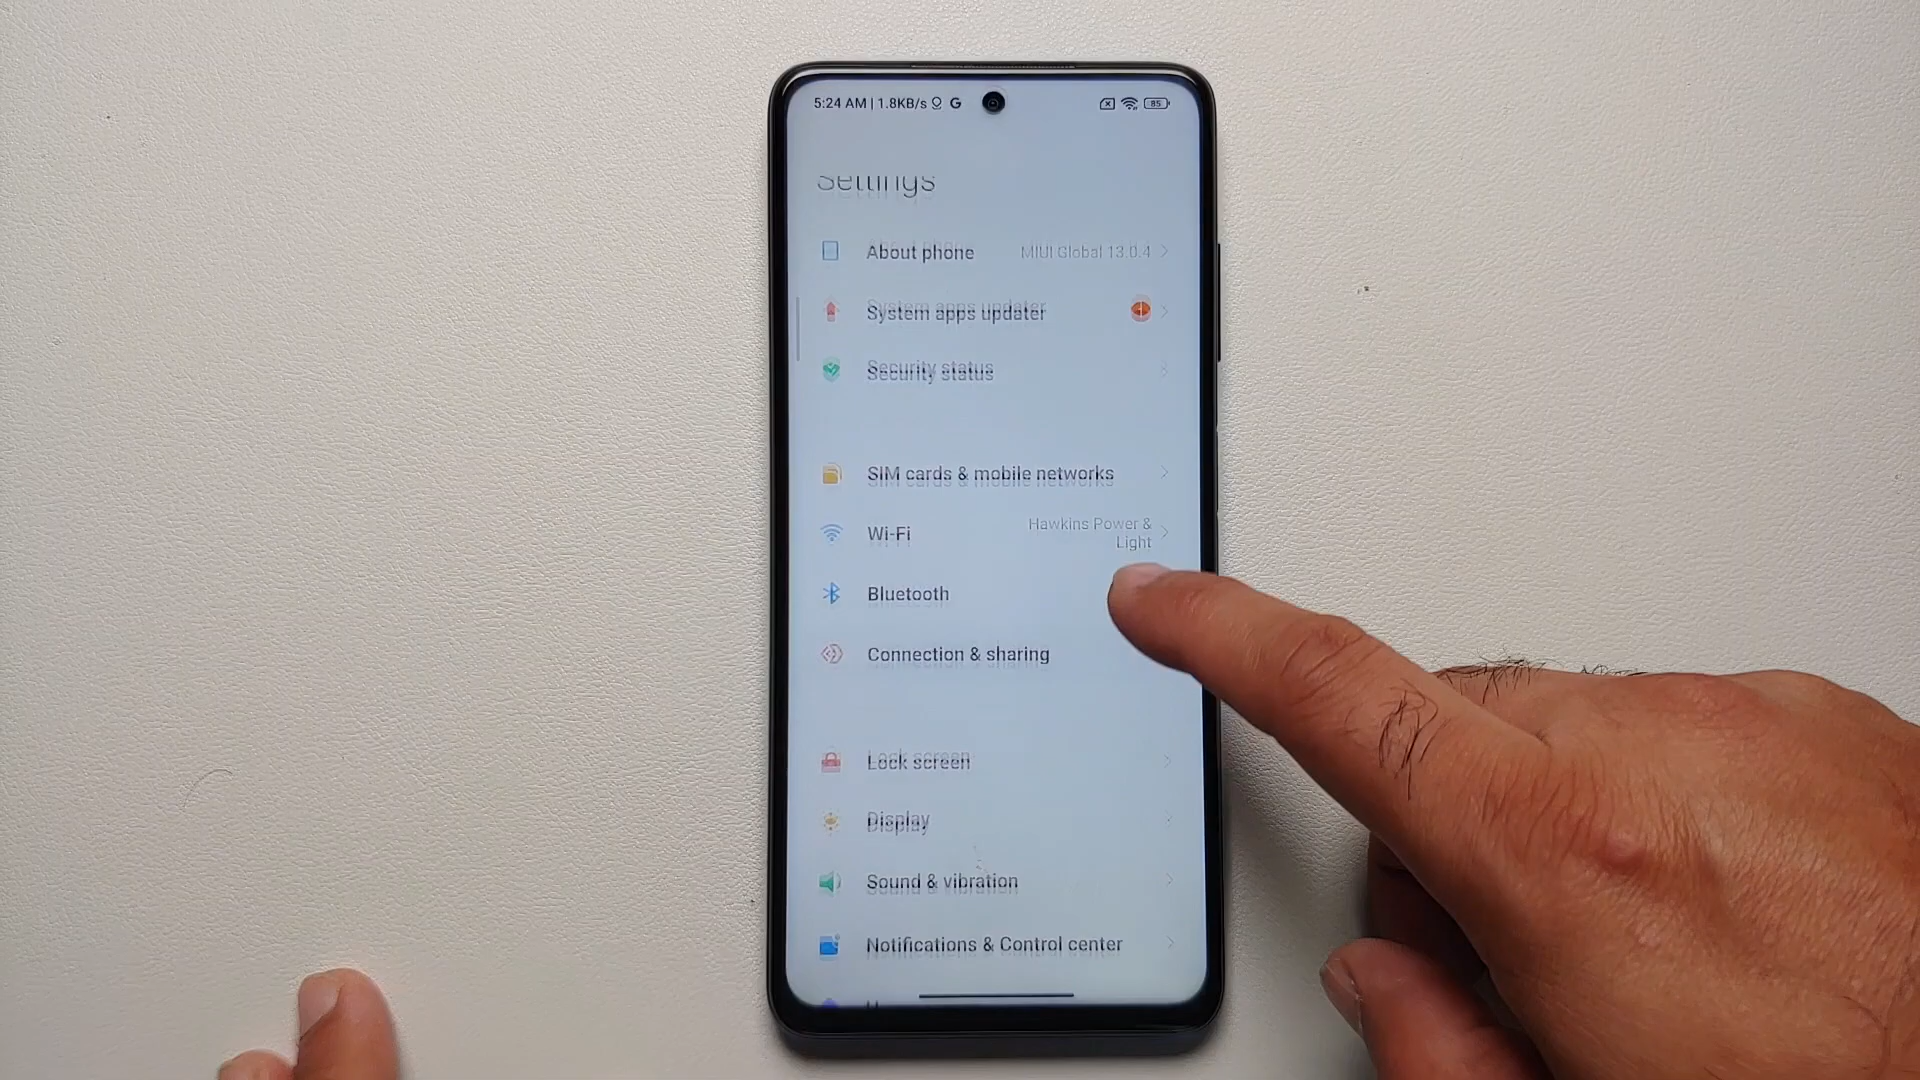 5:24 AM | 1.8KB/s G 85
Settings
About phone MIUI Global 13.0.4
System apps updater 1
Security status
SIM cards & mobile networks
Wi-Fi Hawkins Power &
Light
Bluetooth
Connection & sharing
Lock screen
Display
Sound & vibration
Notifications & Control center